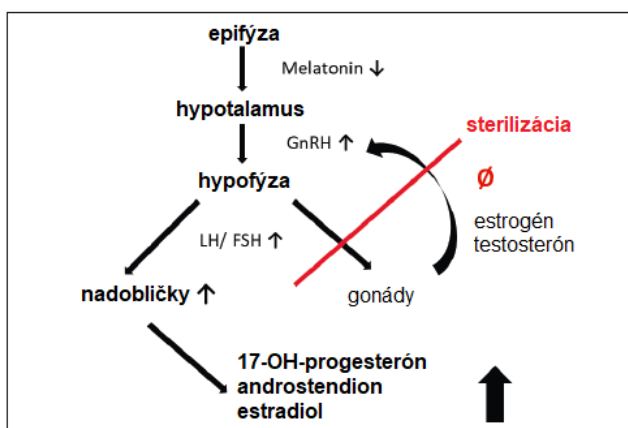 epifýza
Melatonin ↓
hypotalamus
sterilizácia
GnRH ↑
hypofýza
Ø
estrogén
testosterón
LH/ FSH ↑
nadobličky ↑
gonády
17-OH-progesterón
androstendion
estradiol